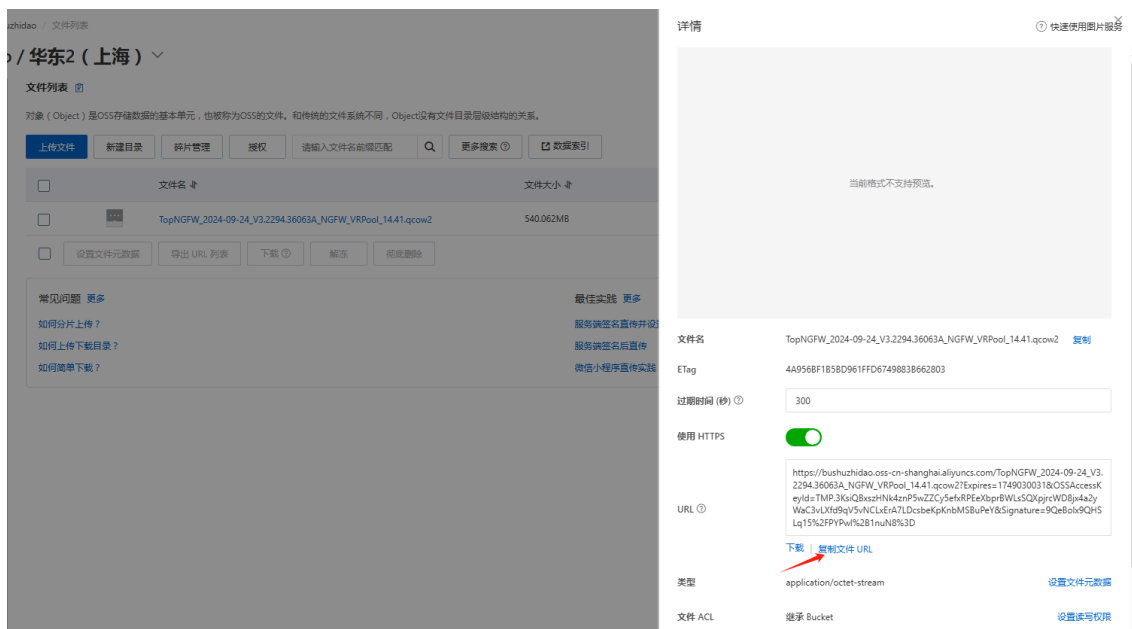 uzhidao / 文件列表
/ 华东2（上海）
文件列表
对象（Object）是OSS存储数据的基本单元，也被称为OSS的文件。和传统的文件系统不同，Object没有文件目录层级结构的关系。
上传文件 新建目录 碎片管理 授权 请输入文件名前缀匹配 更多搜索 数据索引
文件名 文件大小
TopNGFW_2024-09-24_V3.2294.36063A_NGFW_VRPool_14.41.qcow2 540.062MB
设置文件元数据 导出 URL 列表 下载 解冻 彻底删除
常见问题 更多 最佳实践 更多
如何分片上传？ 服务端签名直传并设
如何上传下载目录？ 服务端签名后直传
如何简单下载？ 微信小程序直传实践
详情 快速使用图片服务
当前格式不支持预览。
文件名 TopNGFW_2024-09-24_V3.2294.36063A_NGFW_VRPool_14.41.qcow2 复制
ETag 4A956BF1B5BD961FFD6749883B662803
过期时间 (秒) 300
使用 HTTPS
URL
https://bushuzhidao.oss-cn-shanghai.aliyuncs.com/TopNGFW_2024-09-24_V3.
2294.36063A_NGFW_VRPool_14.41.qcow2?Expires=1749030031&OSSAccessK
eyId=TMP.3KsiQBxszHNk4znP5wZZCy5efxRPEeXbprBWLsSQXpjrcWD8jx4a2y
WaC3vLXfd9qV5vNCLxErA7LDcsbeKpKnbMSBuPeY&Signature=9QeBolx9QHS
Lq15%2FPYPwI%2B1nuN8%3D
下载 复制文件 URL
类型 application/octet-stream 设置文件元数据
文件 ACL 继承 Bucket 设置读写权限